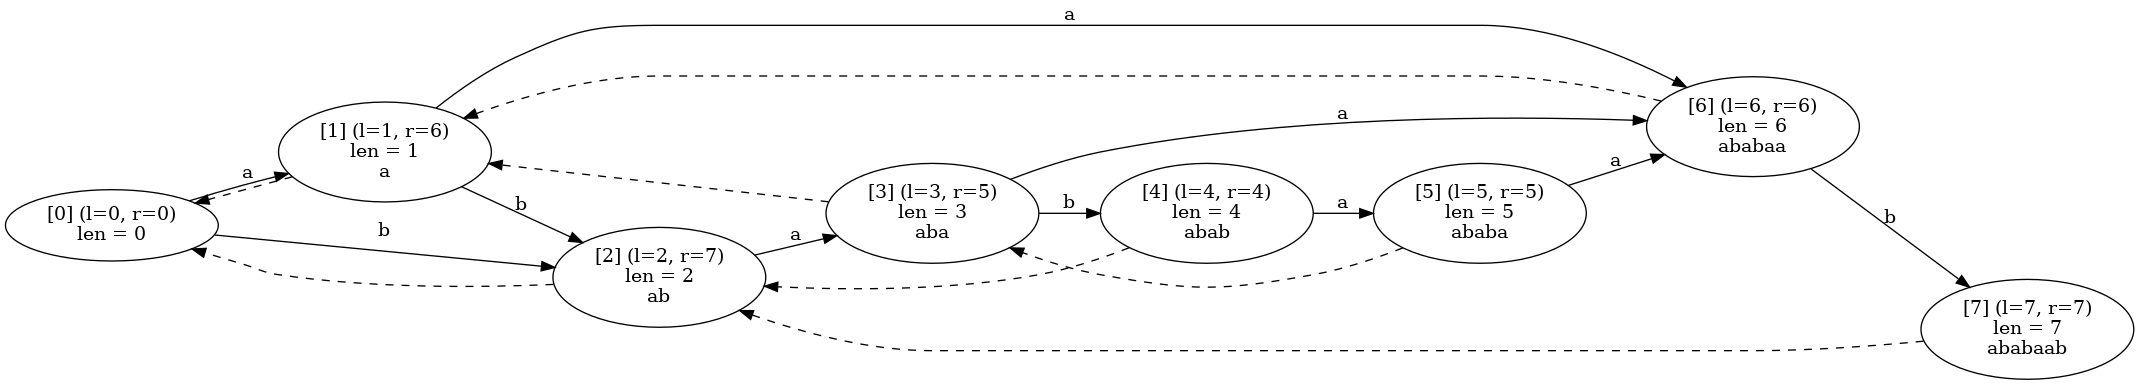 a
[6] (l=6, r=6)
len = 6
ababaa
[1] (l=1, r=6)
len = 1
a
a
[3] (l=3, r=5)
len = 3
aba
[4] (l=4, r=4)
len = 4
abab
[5] (l=5, r=5)
len = 5
ababa
a
a
b
b
a
[0] (l=0, r=0)
len = 0
b
a
b
[2] (l=2, r=7)
len = 2
ab
[7] (l=7, r=7)
len = 7
ababaab